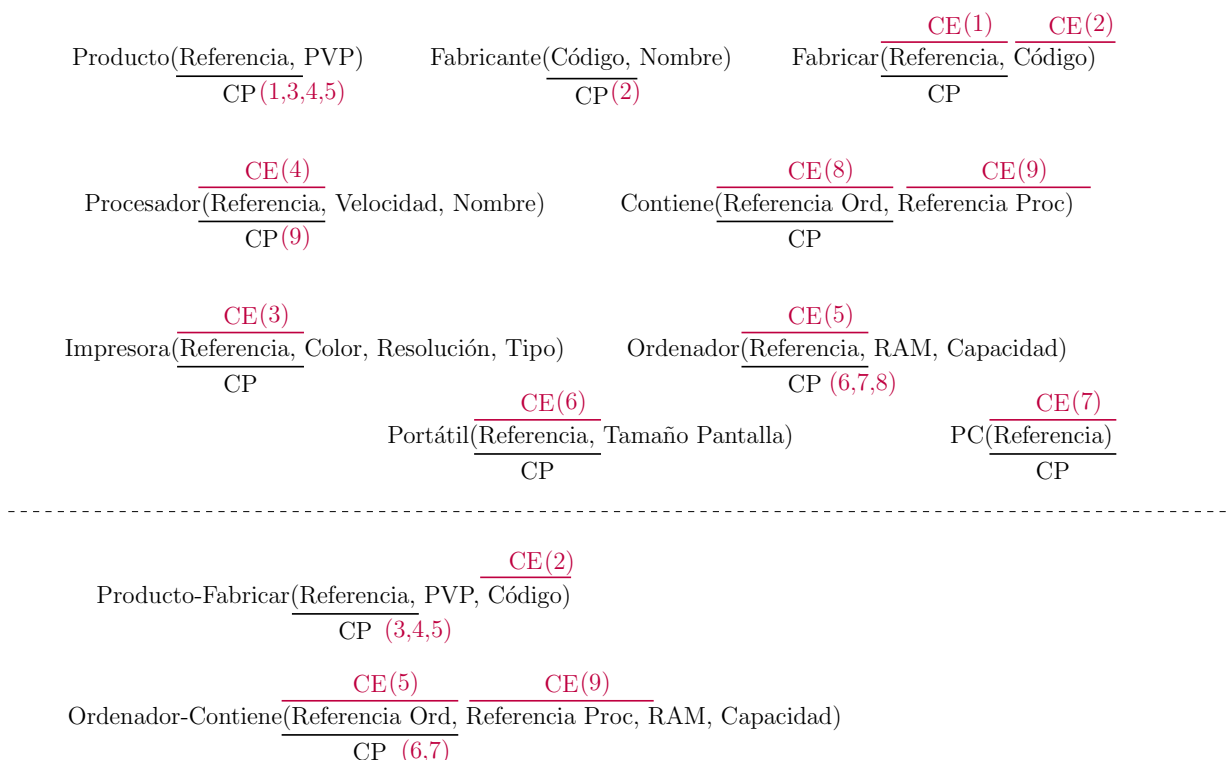 CE(1) CE(2)
Producto(Referencia, PVP) Fabricante(Código, Nombre) Fabricar(Referencia, Código)
CP(1,3,4,5) CP(2) CP
CE(4) CE(8) CE(9)
Procesador(Referencia, Velocidad, Nombre) Contiene(Referencia Ord, Referencia Proc)
CP(9) CP
CE(3) CE(5)
Impresora(Referencia, Color, Resolución, Tipo) Ordenador(Referencia, RAM, Capacidad)
CP CP (6,7,8)
CE(6) CE(7)
Portátil(Referencia, Tamaño Pantalla) PC(Referencia)
CP CP
CE(2)
Producto-Fabricar(Referencia, PVP, Código)
CP (3,4,5)
CE(5) CE(9)
Ordenador-Contiene(Referencia Ord, Referencia Proc, RAM, Capacidad)
CP (6,7)